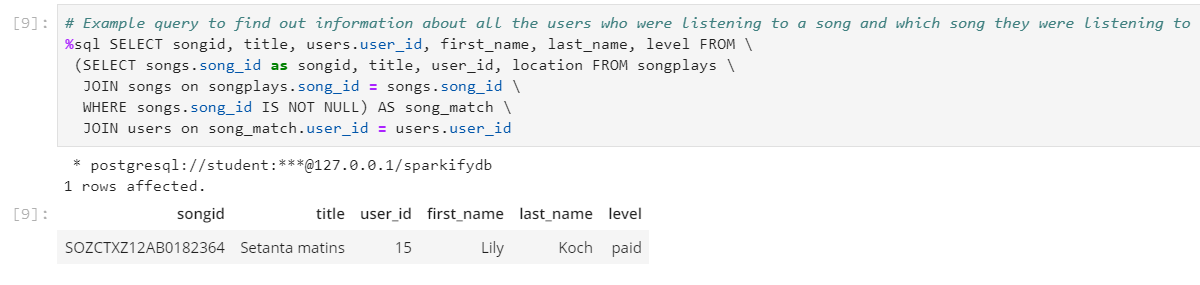 [9]: # Example query to find out information about all the users who were listening to a song and which song they were listening to
%sql SELECT songid, title, users.user_id, first_name, last_name, level FROM \
(SELECT songs.song_id as songid, title, user_id, location FROM songplays \
JOIN songs on songplays.song_id = songs.song_id \
WHERE songs.song_id IS NOT NULL) AS song_match \
JOIN users on song_match.user_id = users.user_id
* postgresql://student:***@127.0.0.1/sparkifydb
1 rows affected.
[9]: songid title user_id first_name last_name level
SOZCTXZ12AB0182364 Setanta matins 15 Lily Koch paid